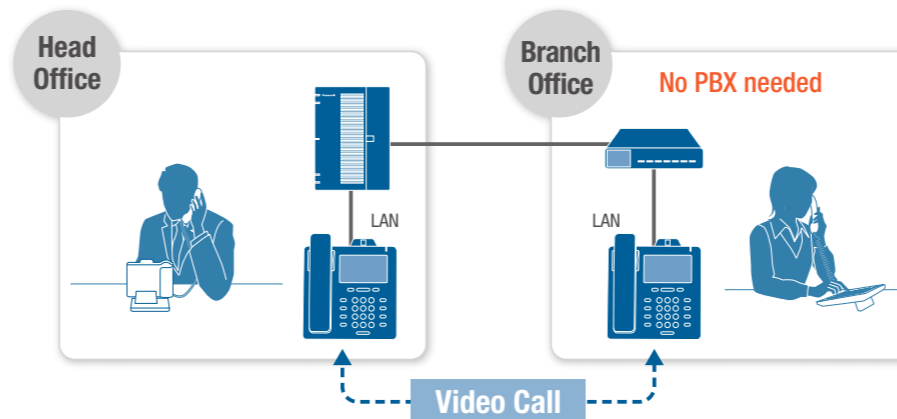 Head
Office
Branch
Office
No PBX needed
LAN
LAN
Video Call